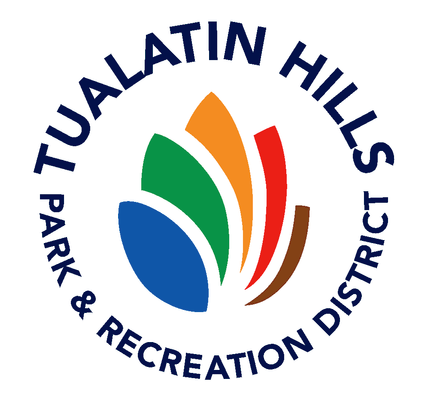 TUALATIN HILLS
PARK & RECREATION DISTRICT